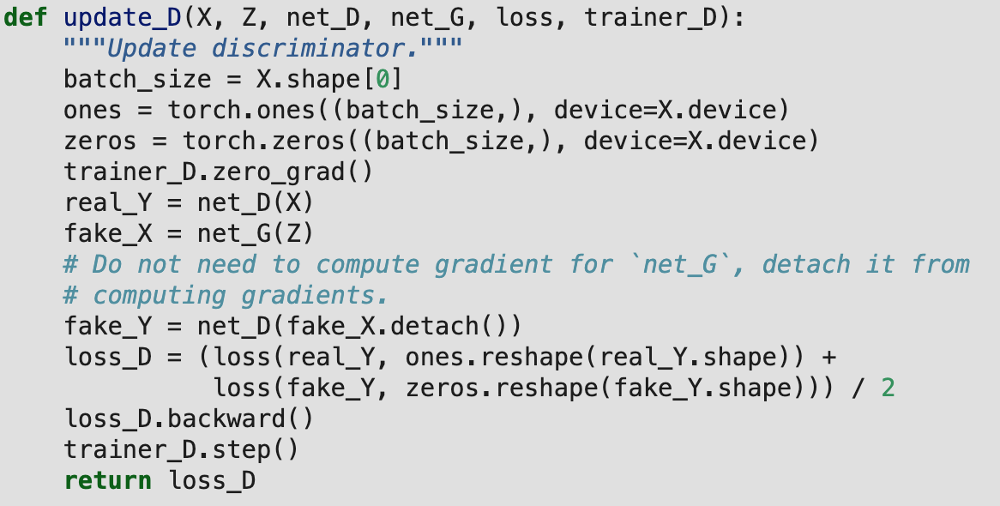 def update_D(X, Z, net_D, net_G, loss, trainer_D):
    """Update discriminator."""
    batch_size = X.shape[0]
    ones = torch.ones((batch_size,), device=X.device)
    zeros = torch.zeros((batch_size,), device=X.device)
    trainer_D.zero_grad()
    real_Y = net_D(X)
    fake_X = net_G(Z)
    # Do not need to compute gradient for `net_G`, detach it from
    # computing gradients.
    fake_Y = net_D(fake_X.detach())
    loss_D = (loss(real_Y, ones.reshape(real_Y.shape)) +
              loss(fake_Y, zeros.reshape(fake_Y.shape))) / 2
    loss_D.backward()
    trainer_D.step()
    return loss_D